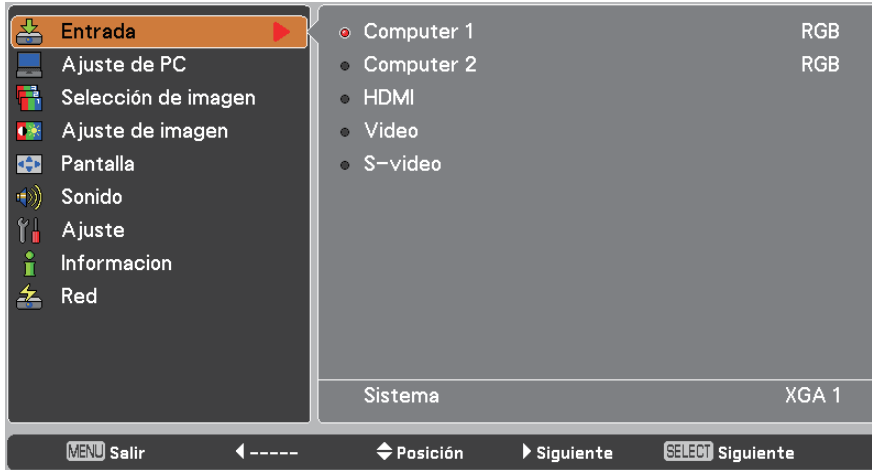 Entrada
Ajuste de PC
Selección de imagen
Ajuste de imagen
Pantalla
Sonido
Ajuste
Informacion
Red
Computer 1 RGB
Computer 2 RGB
HDMI
Video
S-video
Sistema XGA 1
MENU Salir ----- Posición Siguiente SELECT Siguiente